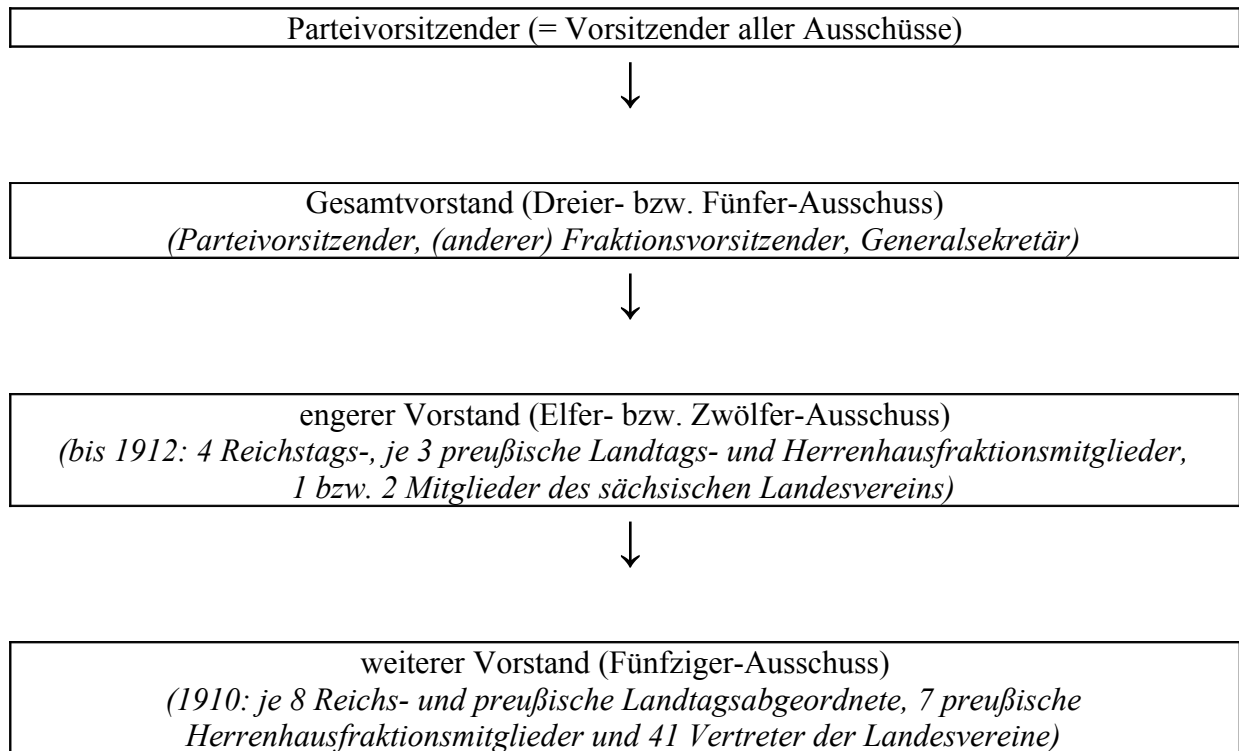 Parteivorsitzender (= Vorsitzender aller Ausschüsse)
↓
Gesamtvorstand (Dreier- bzw. Fünfer-Ausschuss)
(Parteivorsitzender, (anderer) Fraktionsvorsitzender, Generalsekretär)
↓
engerer Vorstand (Elfer- bzw. Zwölfer-Ausschuss)
(bis 1912: 4 Reichstags-, je 3 preußische Landtags- und Herrenhausfraktionsmitglieder,
1 bzw. 2 Mitglieder des sächsischen Landesvereins)
↓
weiterer Vorstand (Fünfziger-Ausschuss)
(1910: je 8 Reichs- und preußische Landtagsabgeordnete, 7 preußische
Herrenhausfraktionsmitglieder und 41 Vertreter der Landesvereine)